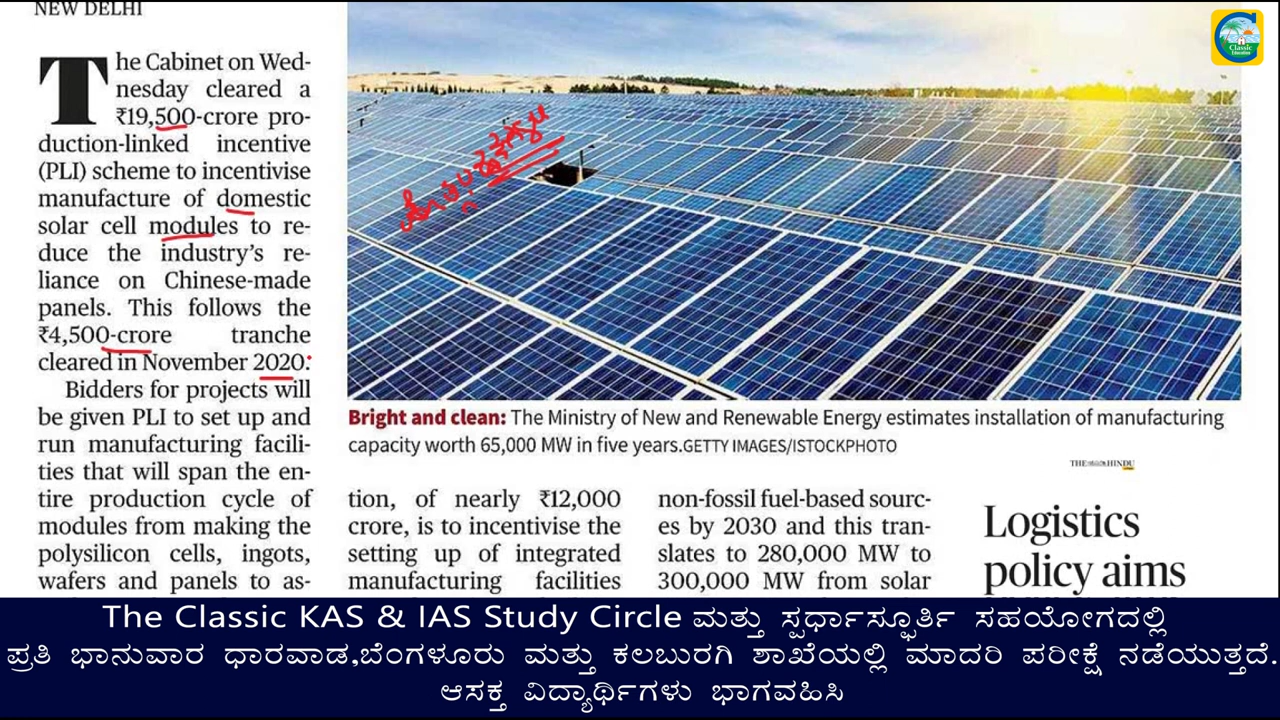 NEW DELHI
The Cabinet on Wed-
nesday cleared a
₹19,500-crore pro-
duction-linked incentive
(PLI) scheme to incentivise
manufacture of domestic
solar cell modules to re-
duce the industry's re-
liance on Chinese-made
panels. This follows the
₹4,500-crore tranche
cleared in November 2020.
Bidders for projects will
be given PLI to set up and
run manufacturing facili-
ties that will span the en-
tire production cycle of
modules from making the
polysilicon cells, ingots,
wafers and panels to as-
Classic
Education
Bright and clean: The Ministry of New and Renewable Energy estimates installation of manufacturing
capacity worth 65,000 MW in five years.GETTY IMAGES/ISTOCKPHOTO
THE HINDU
tion, of nearly ₹12,000
crore, is to incentivise the
setting up of integrated
manufacturing facilities
non-fossil fuel-based sourc-
es by 2030 and this tran-
slates to 280,000 MW to
300,000 MW from solar
Logistics
policy aims
The Classic KAS & IAS Study Circle ಮತ್ತು ಸ್ಪರ್ಧಾಸ್ಫೂರ್ತಿ ಸಹಯೋಗದಲ್ಲಿ
ಪ್ರತಿ ಭಾನುವಾರ ಧಾರವಾಡ,ಬೆಂಗಳೂರು ಮತ್ತು ಕಲಬುರಗಿ ಶಾಖೆಯಲ್ಲಿ ಮಾದರಿ ಪರೀಕ್ಷೆ ನಡೆಯುತ್ತದೆ.
ಆಸಕ್ತ ವಿದ್ಯಾರ್ಥಿಗಳು ಭಾಗವಹಿಸಿ